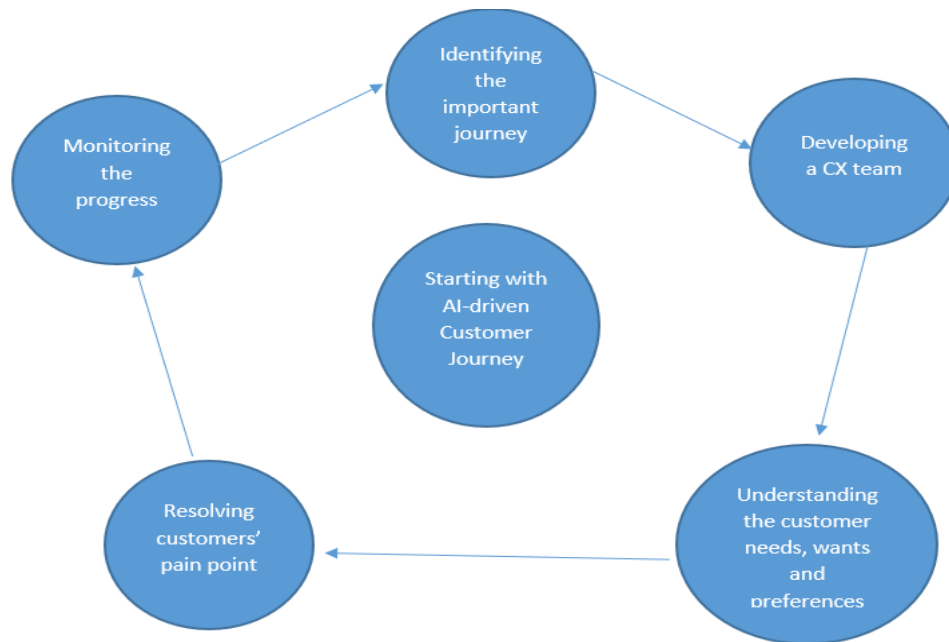 Identifying
the
important
journey
Developing
a CX team
Monitoring
the
progress
Starting with
AI-driven
Customer
Journey
Understanding
the customer
needs, wants
and
preferences
Resolving
customers’
pain point